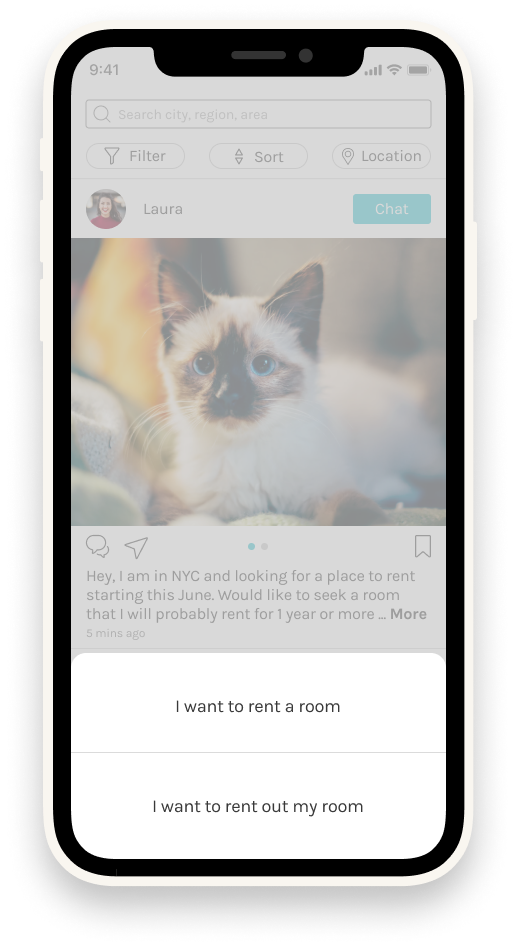 9:41
Search city, region, area
Filter
Sort
Location
Laura
Chat
Hey, I am in NYC and looking for a place to rent
starting this June. Would like to seek a room
that I will probably rent for 1 year or more ... More
5 mins ago
I want to rent a room
I want to rent out my room